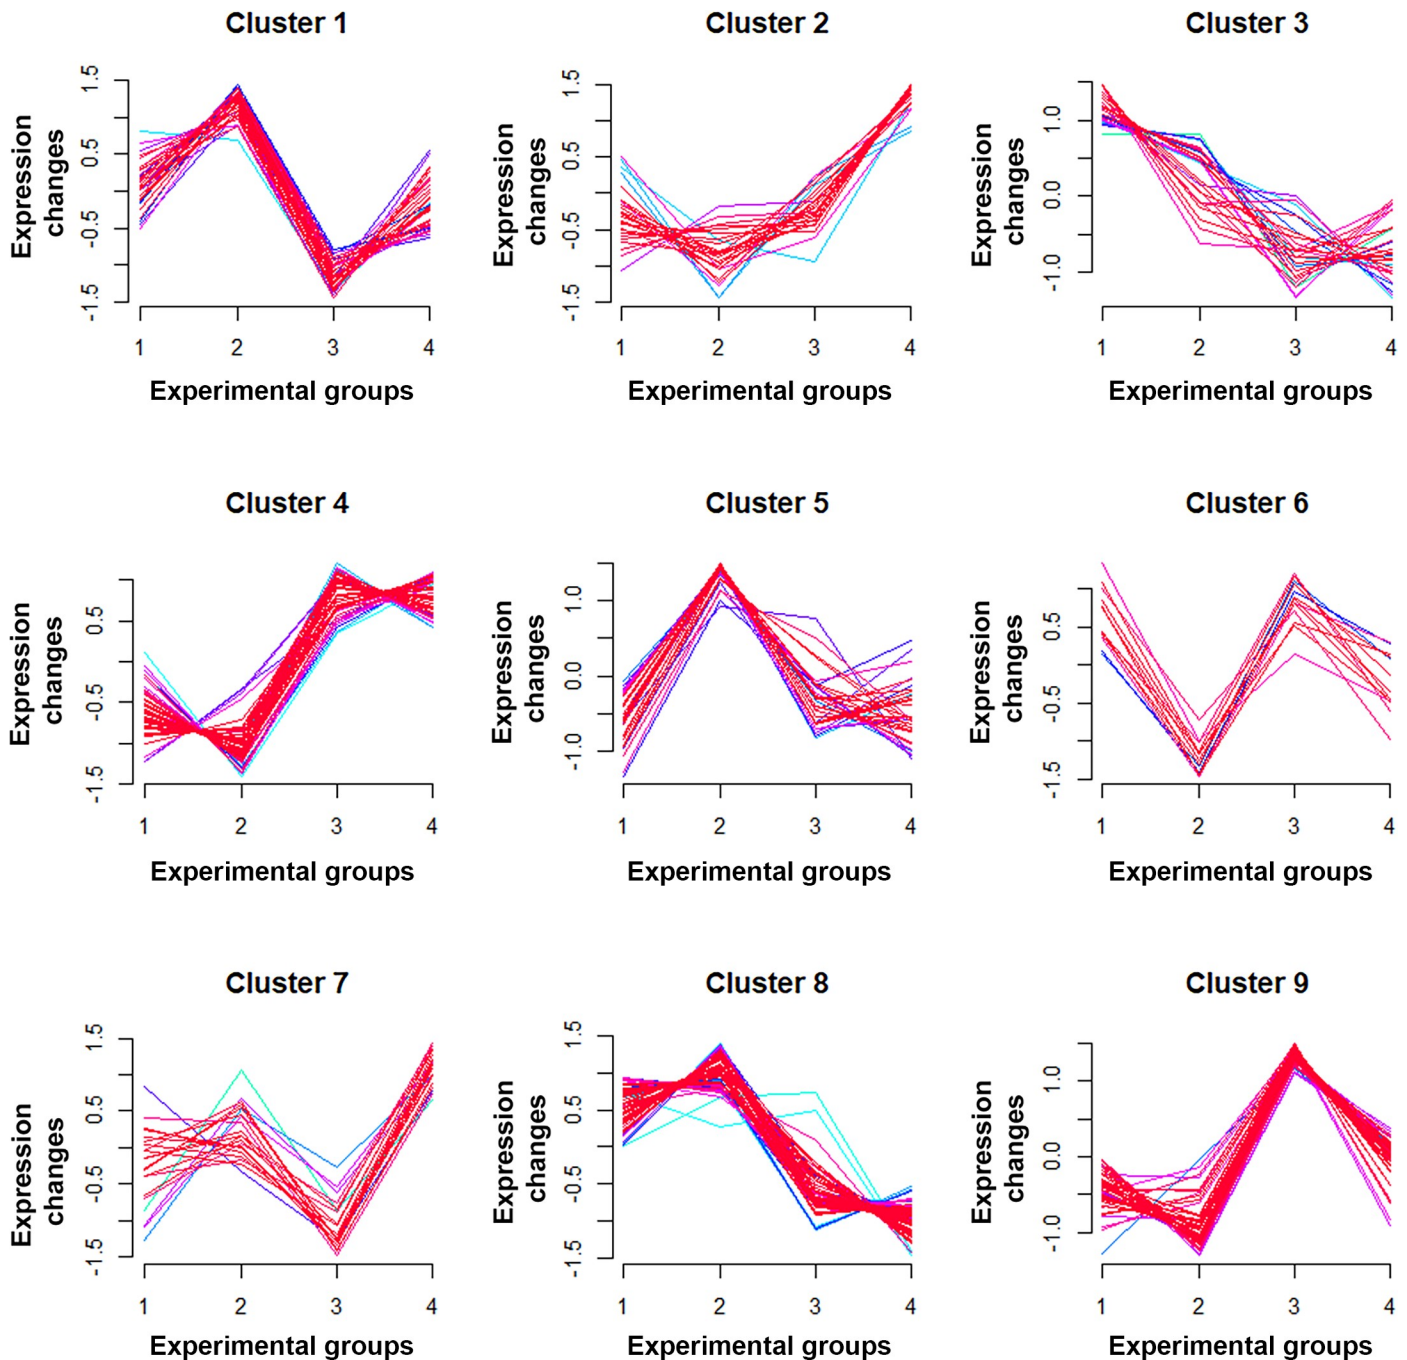 Cluster 1
Expression
changes
1.5
0.5
-0.5
-1.5
1 2 3 4
Experimental groups
Cluster 2
Expression
changes
1.5
0.5
-0.5
-1.5
1 2 3 4
Experimental groups
Cluster 3
Expression
changes
1.0
0.0
-1.0
1 2 3 4
Experimental groups
Cluster 4
Expression
changes
0.5
-0.5
-1.5
1 2 3 4
Experimental groups
Cluster 5
Expression
changes
1.0
0.0
-1.0
1 2 3 4
Experimental groups
Cluster 6
Expression
changes
0.5
-0.5
-1.5
1 2 3 4
Experimental groups
Cluster 7
Expression
changes
1.5
0.5
-0.5
-1.5
1 2 3 4
Experimental groups
Cluster 8
Expression
changes
1.5
0.5
-0.5
-1.5
1 2 3 4
Experimental groups
Cluster 9
Expression
changes
1.0
0.0
-1.0
1 2 3 4
Experimental groups